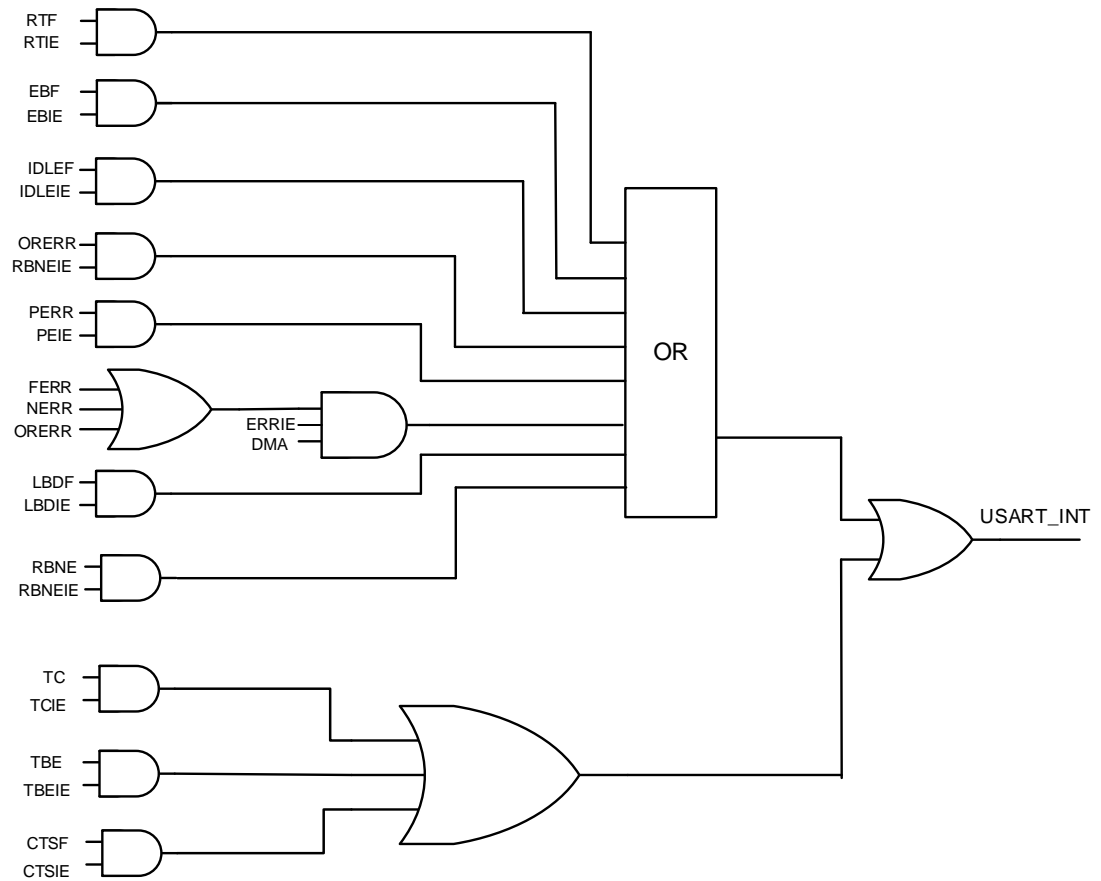 RTF
RTIE
EBF
EBIE
IDLEF
IDLEIE
ORERR
RBNEIE
PERR
PEIE
OR
FERR
NERR
ORERR
ERRIE
DMA
LBDF
LBDIE
USART_INT
RBNE
RBNEIE
TC
TCIE
TBE
TBEIE
CTSF
CTSIE